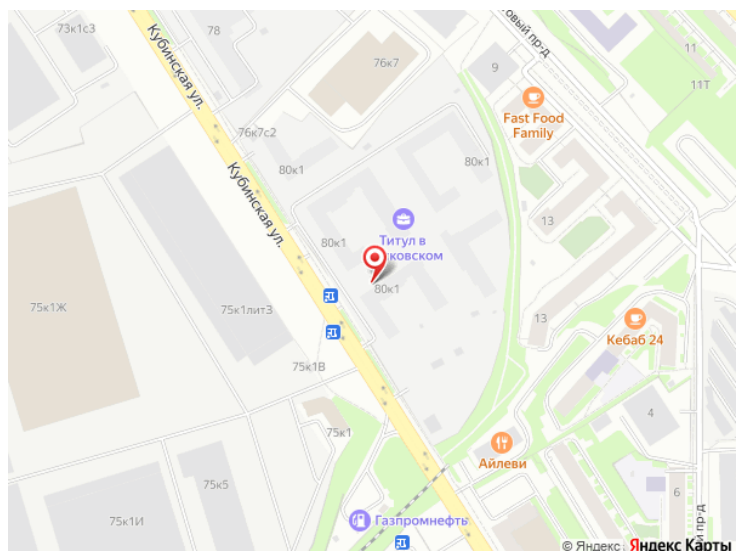 73к1с3
78
Кубинская ул.
76к7
9
11
11Т
Fast Food
Family
76к7с2
80к1
80к1
13
Кубинская ул.
Титул в
80к1
80к1
75к1Ж
75к1литЗ
13
Кебаб 24
75к1В
4
75к1
Айлеви
75к5
6
75к1И
Газпромнефть
© Яндекс
Яндекс Карты